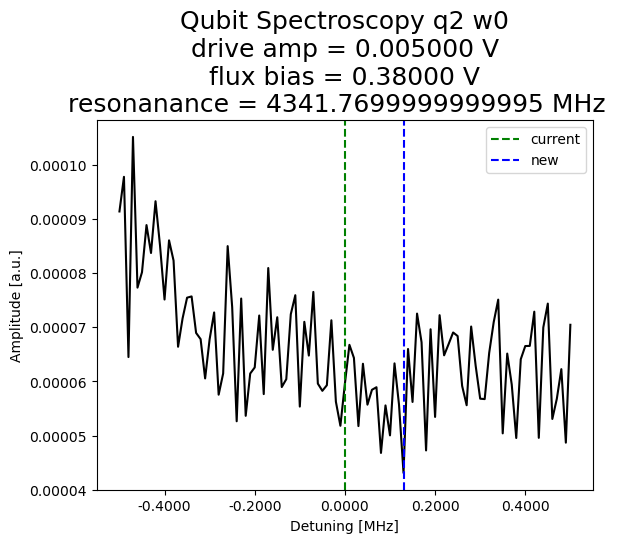 Qubit Spectroscopy q2 w0
drive amp = 0.005000 V
flux bias = 0.38000 V
resonanance = 4341.7699999999995 MHz
current
new
0.00010
0.00009
0.00008
0.00007
0.00006
0.00005
0.00004
Amplitude [a.u.]
-0.4000
-0.2000
0.0000
0.2000
0.4000
Detuning [MHz]